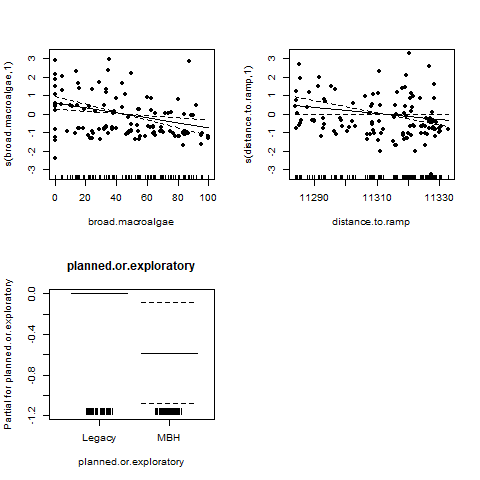 s(broad.macroalgae,1)
3
2
1
0
-1
-3
0
20
40
60
80
100
broad.macroalgae
s(distance.to.ramp,1)
3
2
1
0
-1
-3
11290
11310
11330
distance.to.ramp
planned.or.exploratory
Partial for planned.or.exploratory
0.0
-0.4
-0.8
-1.2
Legacy
MBH
planned.or.exploratory